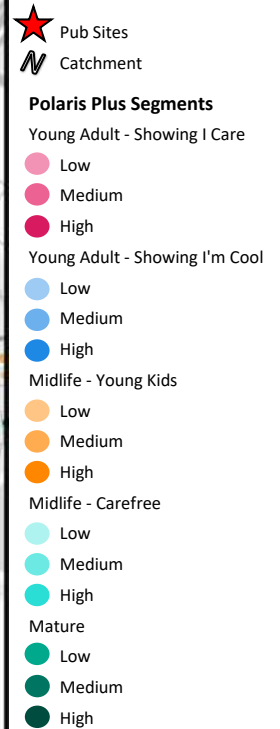 Pub Sites
N Catchment
Polaris Plus Segments
Young Adult - Showing I Care
Low
Medium
High
Young Adult - Showing I'm Cool
Low
Medium
High
Midlife - Young Kids
Low
Medium
High
Midlife - Carefree
Low
Medium
High
Mature
Low
Medium
High